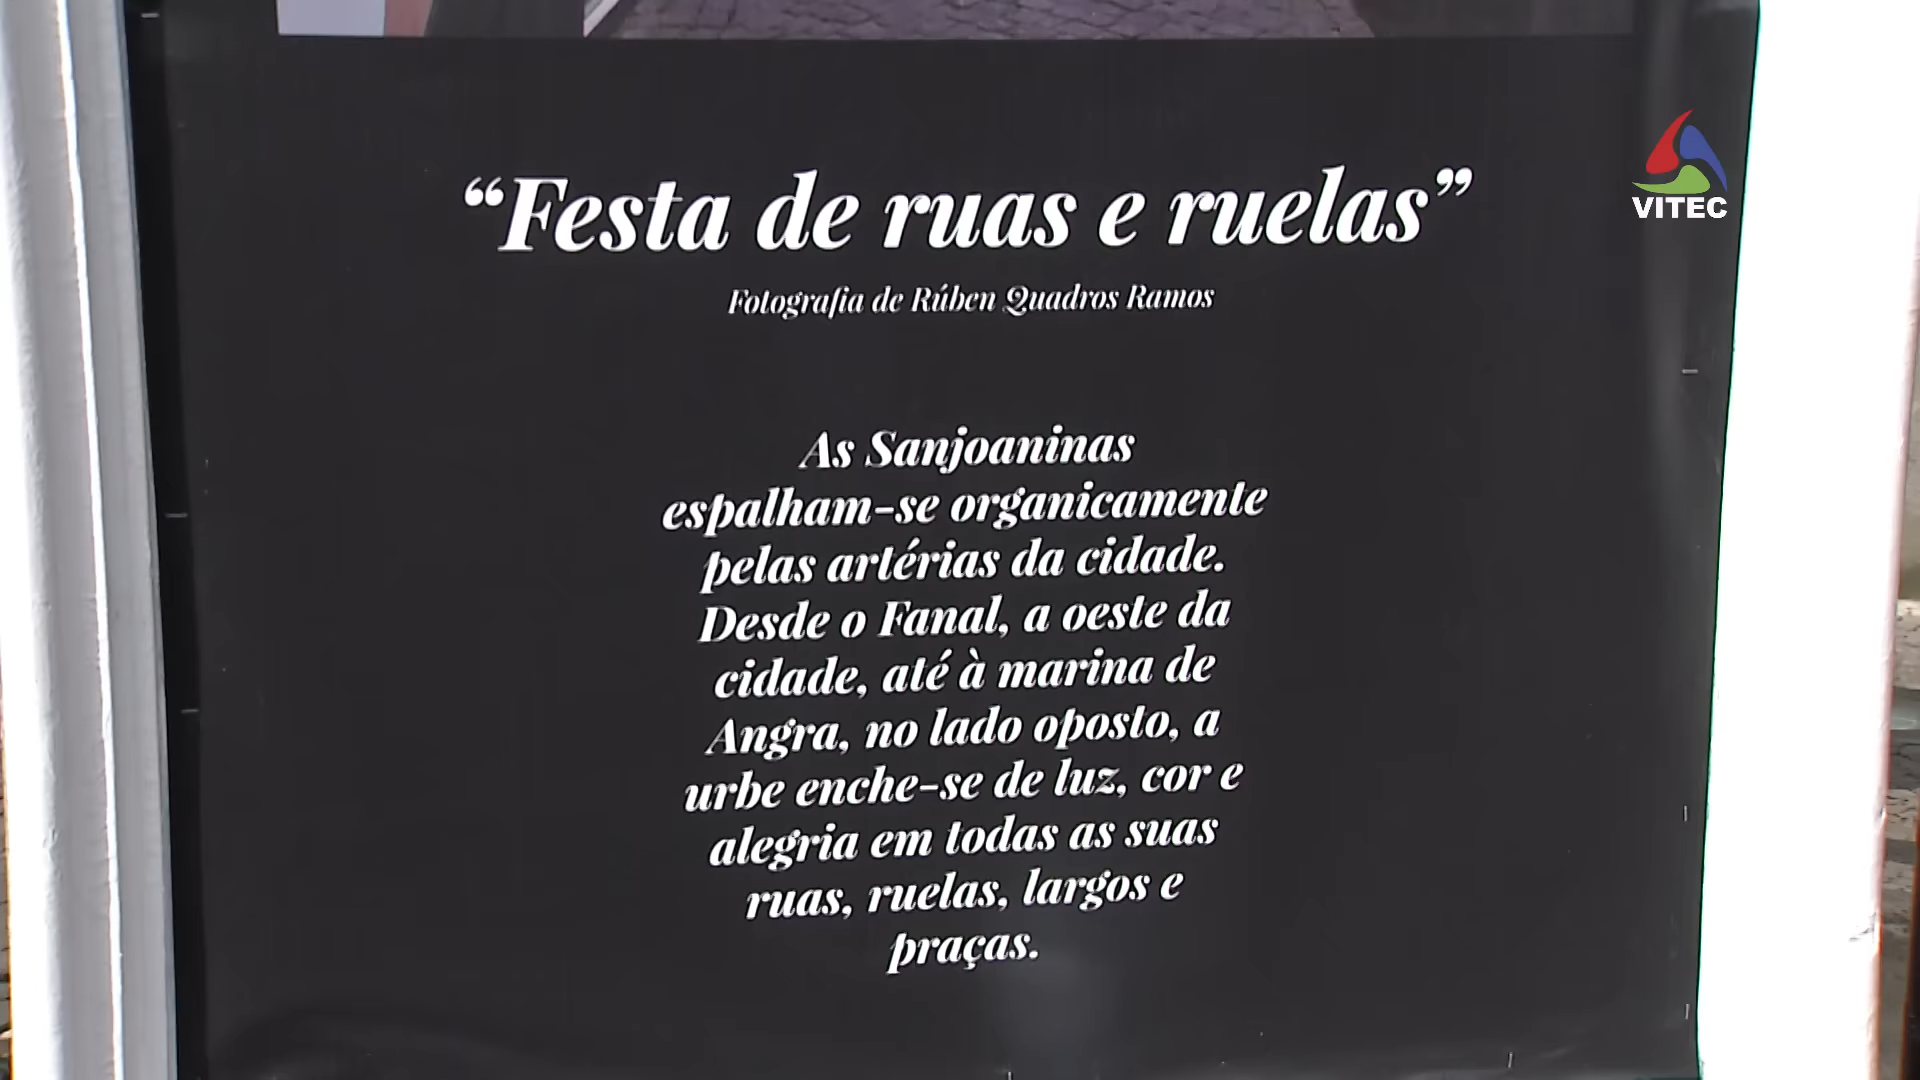 “Festa de ruas e ruelas”
VITEC
Fotografia de Rúben Quadros Ramos
As Sanjoaninas
espalham-se organicamente
pelas artérias da cidade.
Desde o Fanal, a oeste da
cidade, até à marina de
Angra, no lado oposto, a
urbe enche-se de luz, cor e
alegria em todas as suas
ruas, ruelas, largos e
praças.